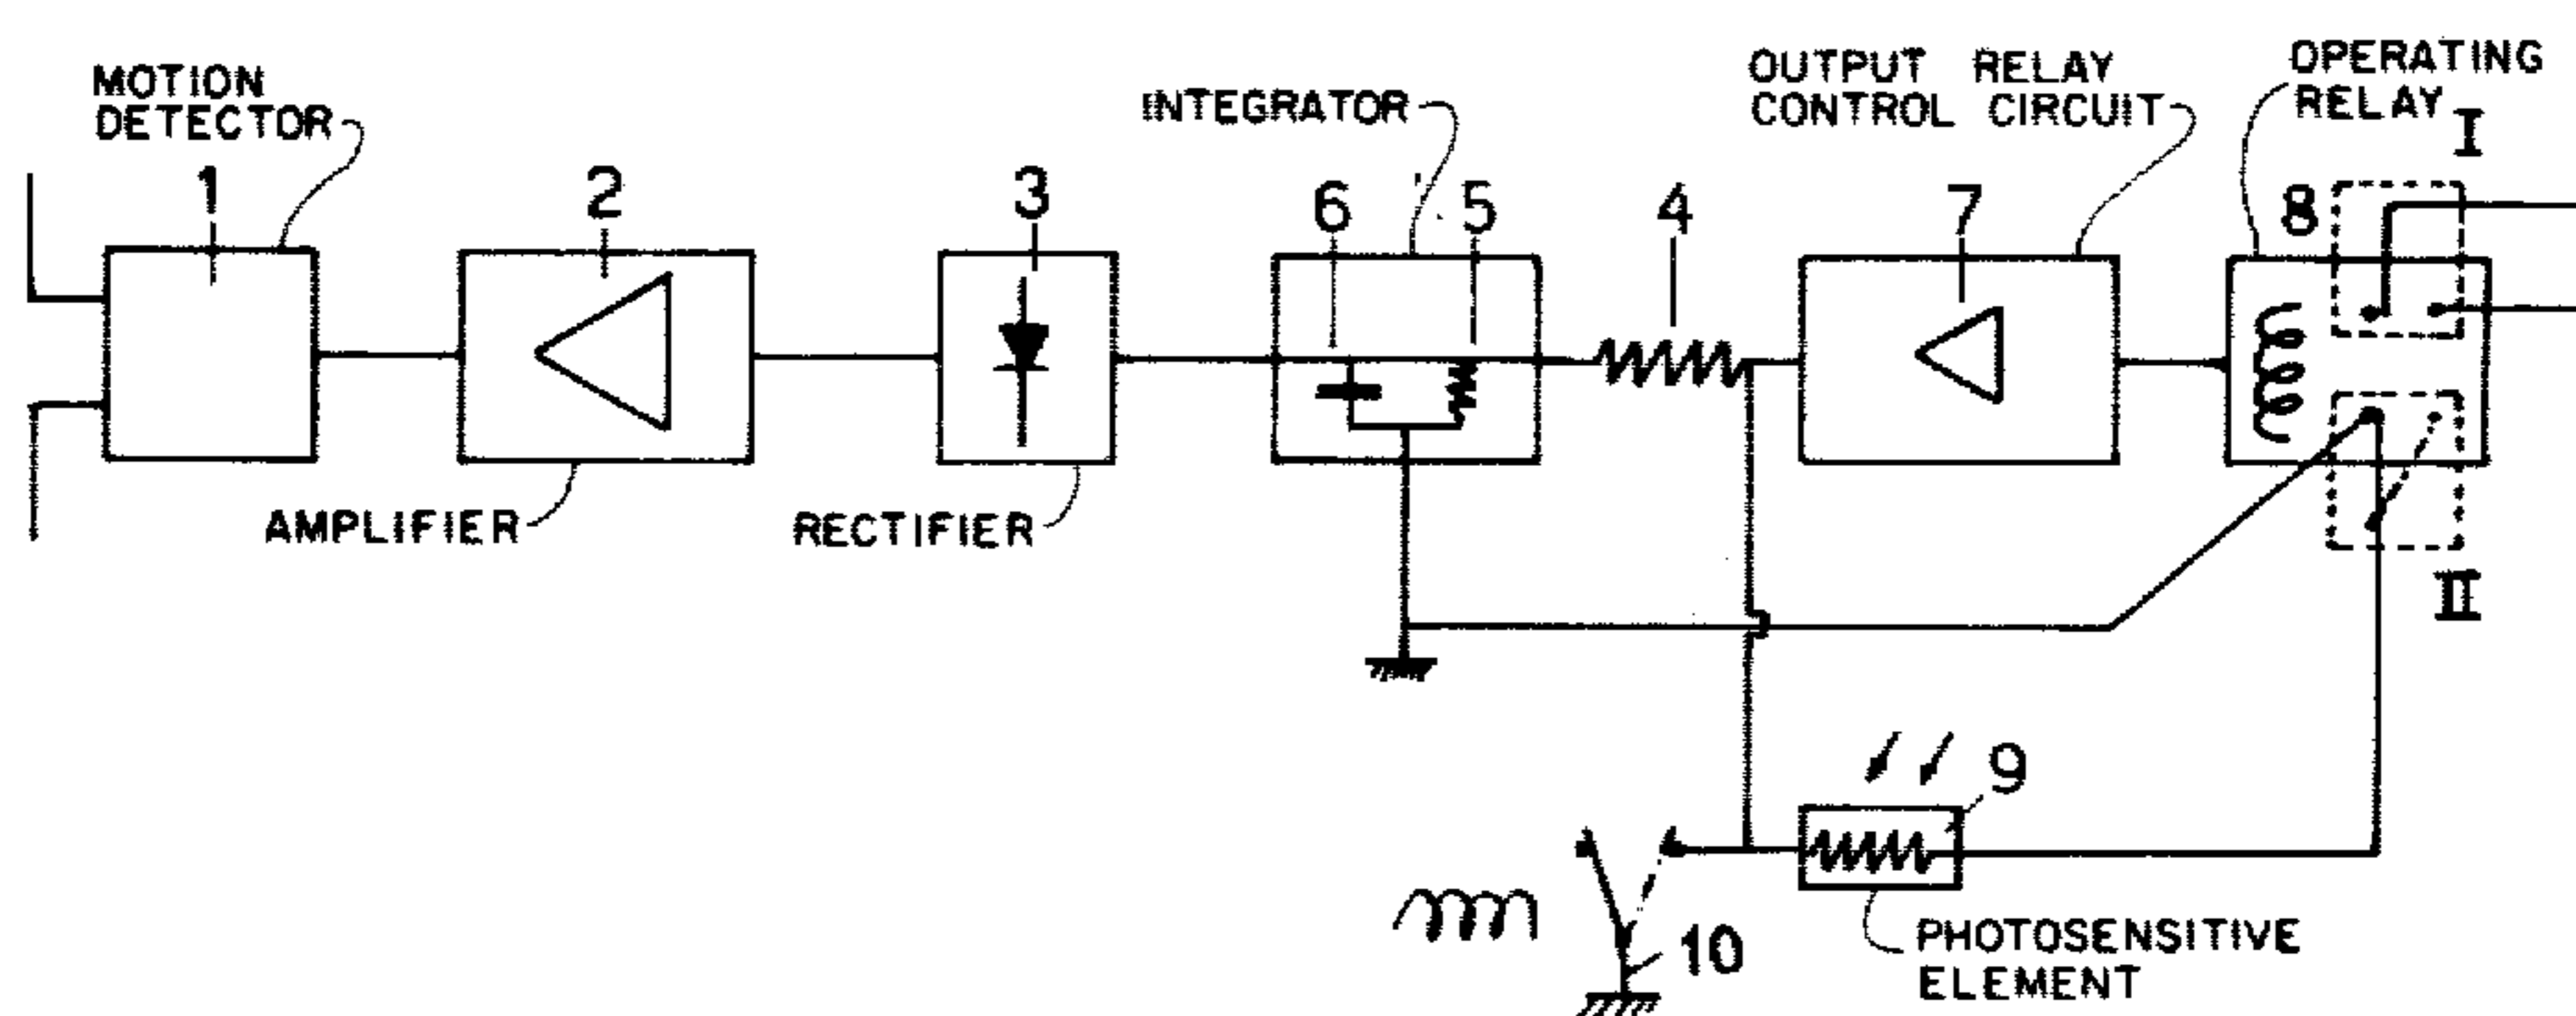 MOTION
DETECTOR
INTEGRATOR
OUTPUT RELAY
CONTROL CIRCUIT
OPERATING
RELAY
I
1
2
3
6
5
4
7
8
AMPLIFIER
RECTIFIER
II
9
10
PHOTOSENSITIVE
ELEMENT